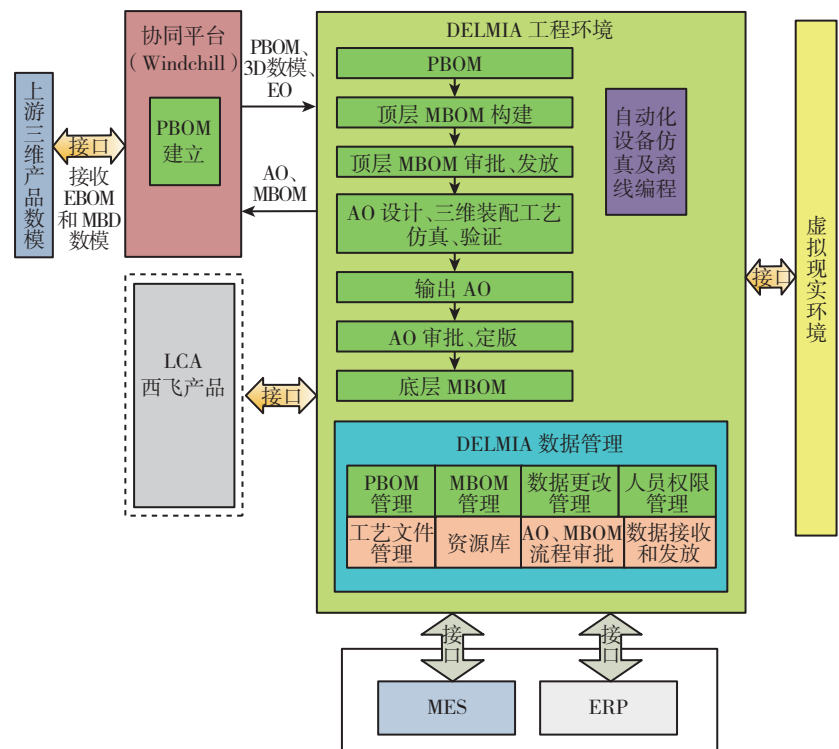 上游三维产品数模
接口
接收
EBOM
和 MBD
数模
协同平台
（Windchill）
PBOM
建立
PBOM、
3D数模、
EO
AO、
MBOM
LCA
西飞产品
接口
DELMIA 工程环境
PBOM
顶层 MBOM 构建
顶层 MBOM 审批、发放
AO 设计、三维装配工艺
仿真、验证
输出 AO
AO 审批、定版
底层 MBOM
自动化
设备仿
真及离
线编程
DELMIA 数据管理
PBOM
管理
MBOM
管理
数据更改
管理
人员权限
管理
工艺文件
管理
资源库
AO、MBOM
流程审批
数据接收
和发放
接口
虚拟现实环境
接口
接口
MES
ERP